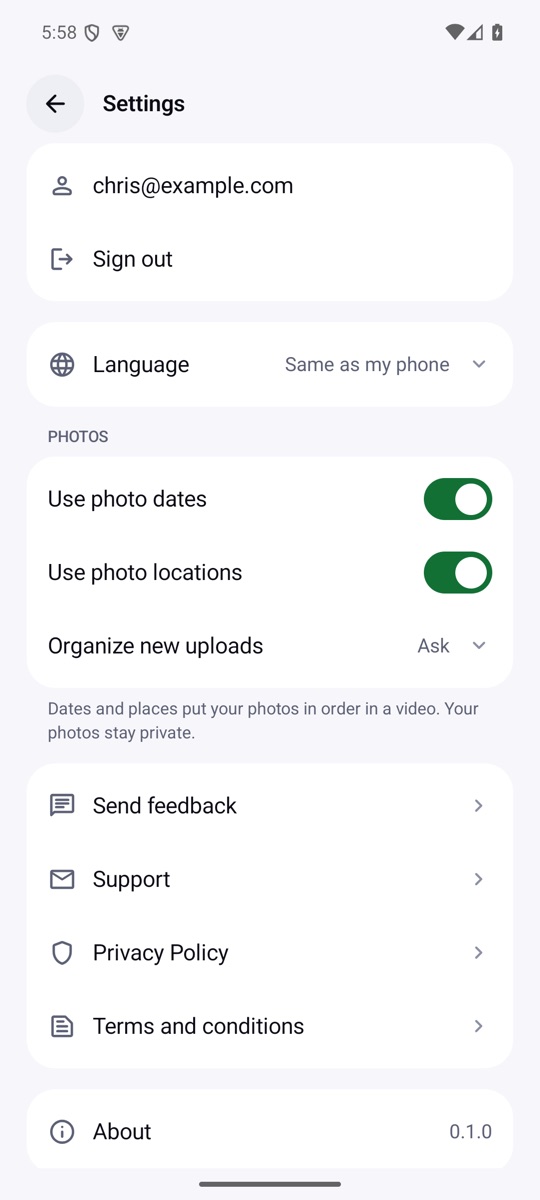 5:58
Settings
chris@example.com
Sign out
Language Same as my phone
PHOTOS
Use photo dates
Use photo locations
Organize new uploads Ask
Dates and places put your photos in order in a video. Your
photos stay private.
Send feedback
Support
Privacy Policy
Terms and conditions
About 0.1.0